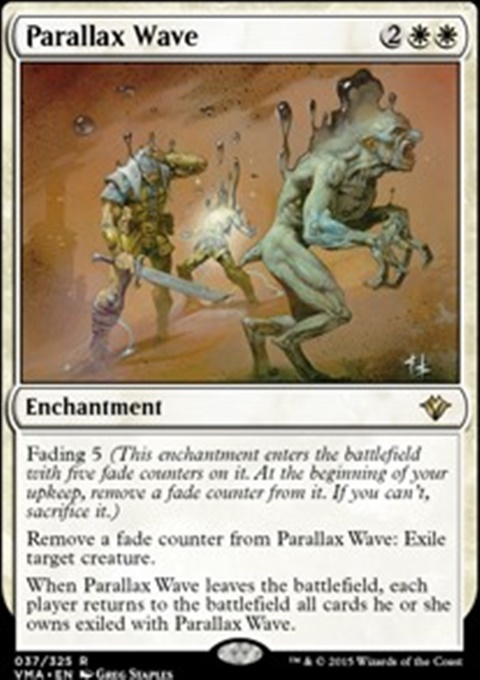 Parallax Wave 2
Enchantment
Fading 5 (This enchantment enters the battlefield
with five fade counters on it. At the beginning of your
upkeep, remove a fade counter from it. If you can't,
sacrifice it.)
Remove a fade counter from Parallax Wave: Exile
target creature.
When Parallax Wave leaves the battlefield, each
player returns to the battlefield all cards he or she
owns exiled with Parallax Wave.
037/325 R
VMA • EN Greg Staples
™ & © 2015 Wizards of the Coast